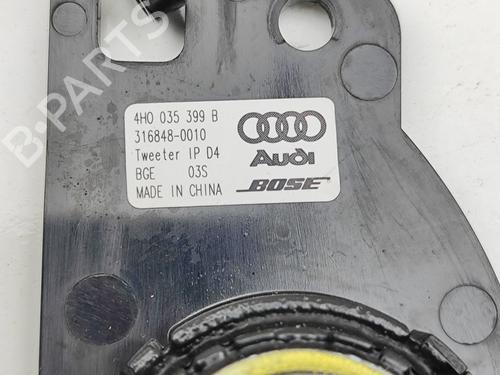 B-PARTS
4H0 035 399 B
316848-0010
Tweeter IP D4
Audi
BGE 03S
MADE IN CHINA
BOSE